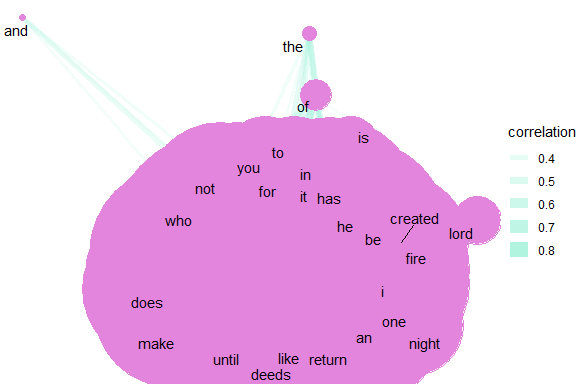 and
the
of
is
to
you
in
not
for
it
has
who
created
he
be
lord
fire
i
does
one
an
make
night
until
like
return
deeds
correlation
0.4
0.5
0.6
0.7
0.8